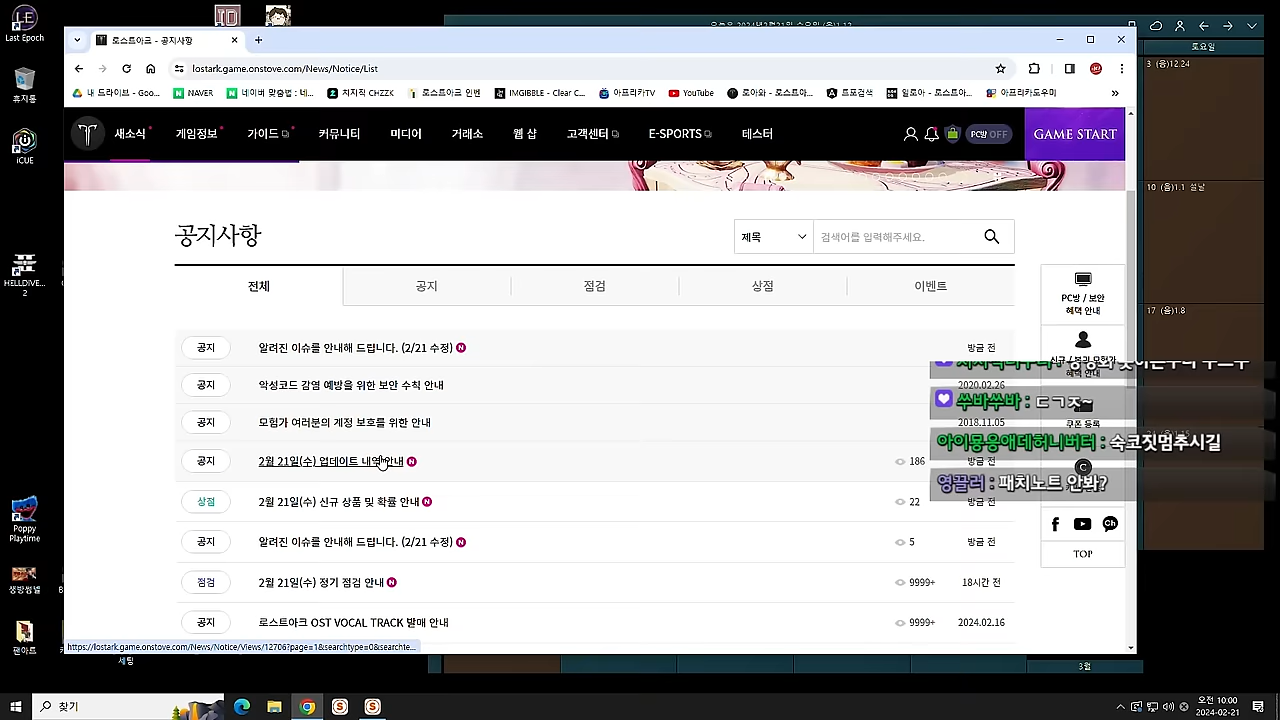 Last Epoch
휴지통
iCUE
HELLDIVE... 2
Poppy Playtime
생방썸넬
팬아트
세팅
로스트아크 - 공지사항
lostark.game.onstove.com/News/Notice/List
내 드라이브 - Goo...
NAVER
네이버 맞춤법 : 네...
치지직 CHZZK
로스트아크 인벤
INGIBBLE - Clear C...
아프리카TV
YouTube
로아와 - 로스트아...
로스트아...
아프리카도우미
새소식
게임정보
가이드
커뮤니티
미디어
거래소
웹 샵
고객센터
E-SPORTS
테스터
PC방 OFF
GAME START
공지사항
제목
검색어를 입력해주세요.
전체
공지
점검
상점
이벤트
공지 알려진 이슈를 안내해 드립니다. (2/21 수정) N 방금 전
공지 악성코드 감염 예방을 위한 보안 수칙 안내 2020.02.26
공지 모험가 여러분의 계정 보호를 위한 안내 2018.11.05
공지 2월 21일(수) 업데이트 내역 안내 N 186 방금 전
상점 2월 21일(수) 신규 상품 및 확률 안내 N 22 방금 전
공지 알려진 이슈를 안내해 드립니다. (2/21 수정) N 5 방금 전
점검 2월 21일(수) 정기 점검 안내 N 9999+ 18시간 전
공지 로스트아크 OST VOCAL TRACK 발매 안내 9999+ 2024.02.16
PC방 / 보안
혜택 안내
혜택 안내
쿠폰 등록
TOP
쑤바쑤바 : ㄷㄱㅈ~
아이몽웅애데허니버터 : 숙코짓멈추시길
영끌러 : 패치노트 안봐?
https://lostark.game.onstove.com/News/Notice/Views/12706?page=1&searchtype=0&searchte...
토요일
3 (음)12.24
10 (음)1.1 설날
17 (음)1.8
3월
찾기
오전 10:00
2024-02-21